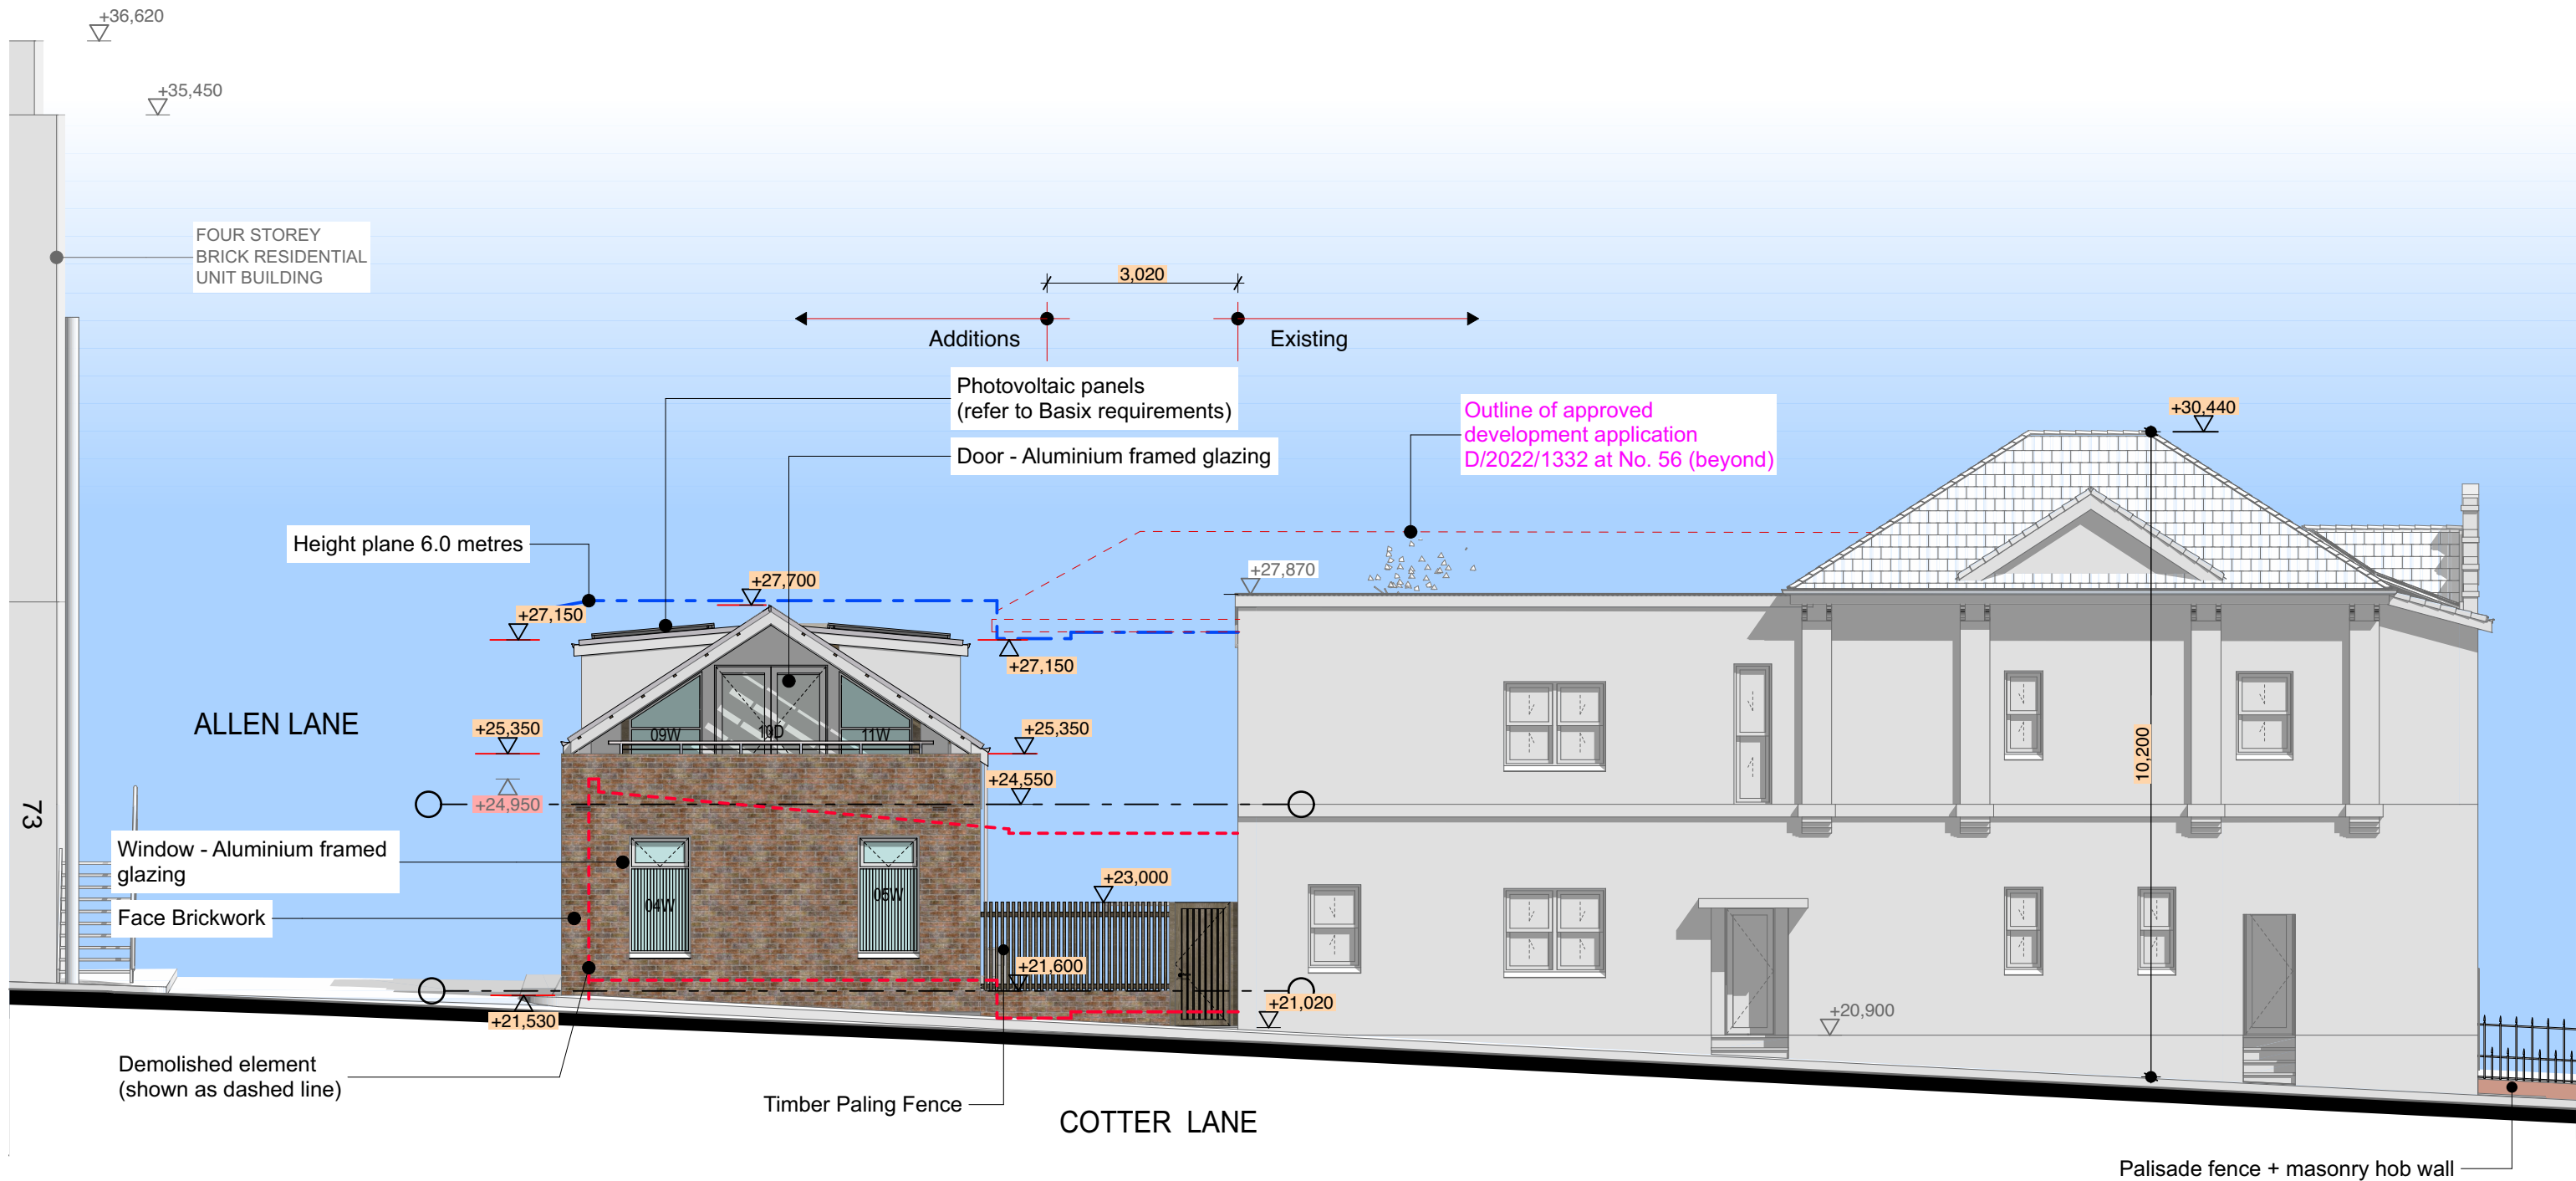 +36,620
+35,450
FOUR STOREY
BRICK RESIDENTIAL
UNIT BUILDING
3,020
Additions
Existing
Photovoltaic panels
(refer to Basix requirements)
Door - Aluminium framed glazing
Outline of approved
development application
D/2022/1332 at No. 56 (beyond)
+30,440
Height plane 6.0 metres
+27,700
+27,870
+27,150
+27,150
ALLEN LANE
+25,350
+25,350
09W
10D
11W
10,200
+24,950
+24,550
73
Window - Aluminium framed
glazing
04W
05W
+23,000
Face Brickwork
+21,600
+21,530
+21,020
+20,900
Demolished element
(shown as dashed line)
Timber Paling Fence
COTTER LANE
Palisade fence + masonry hob wall